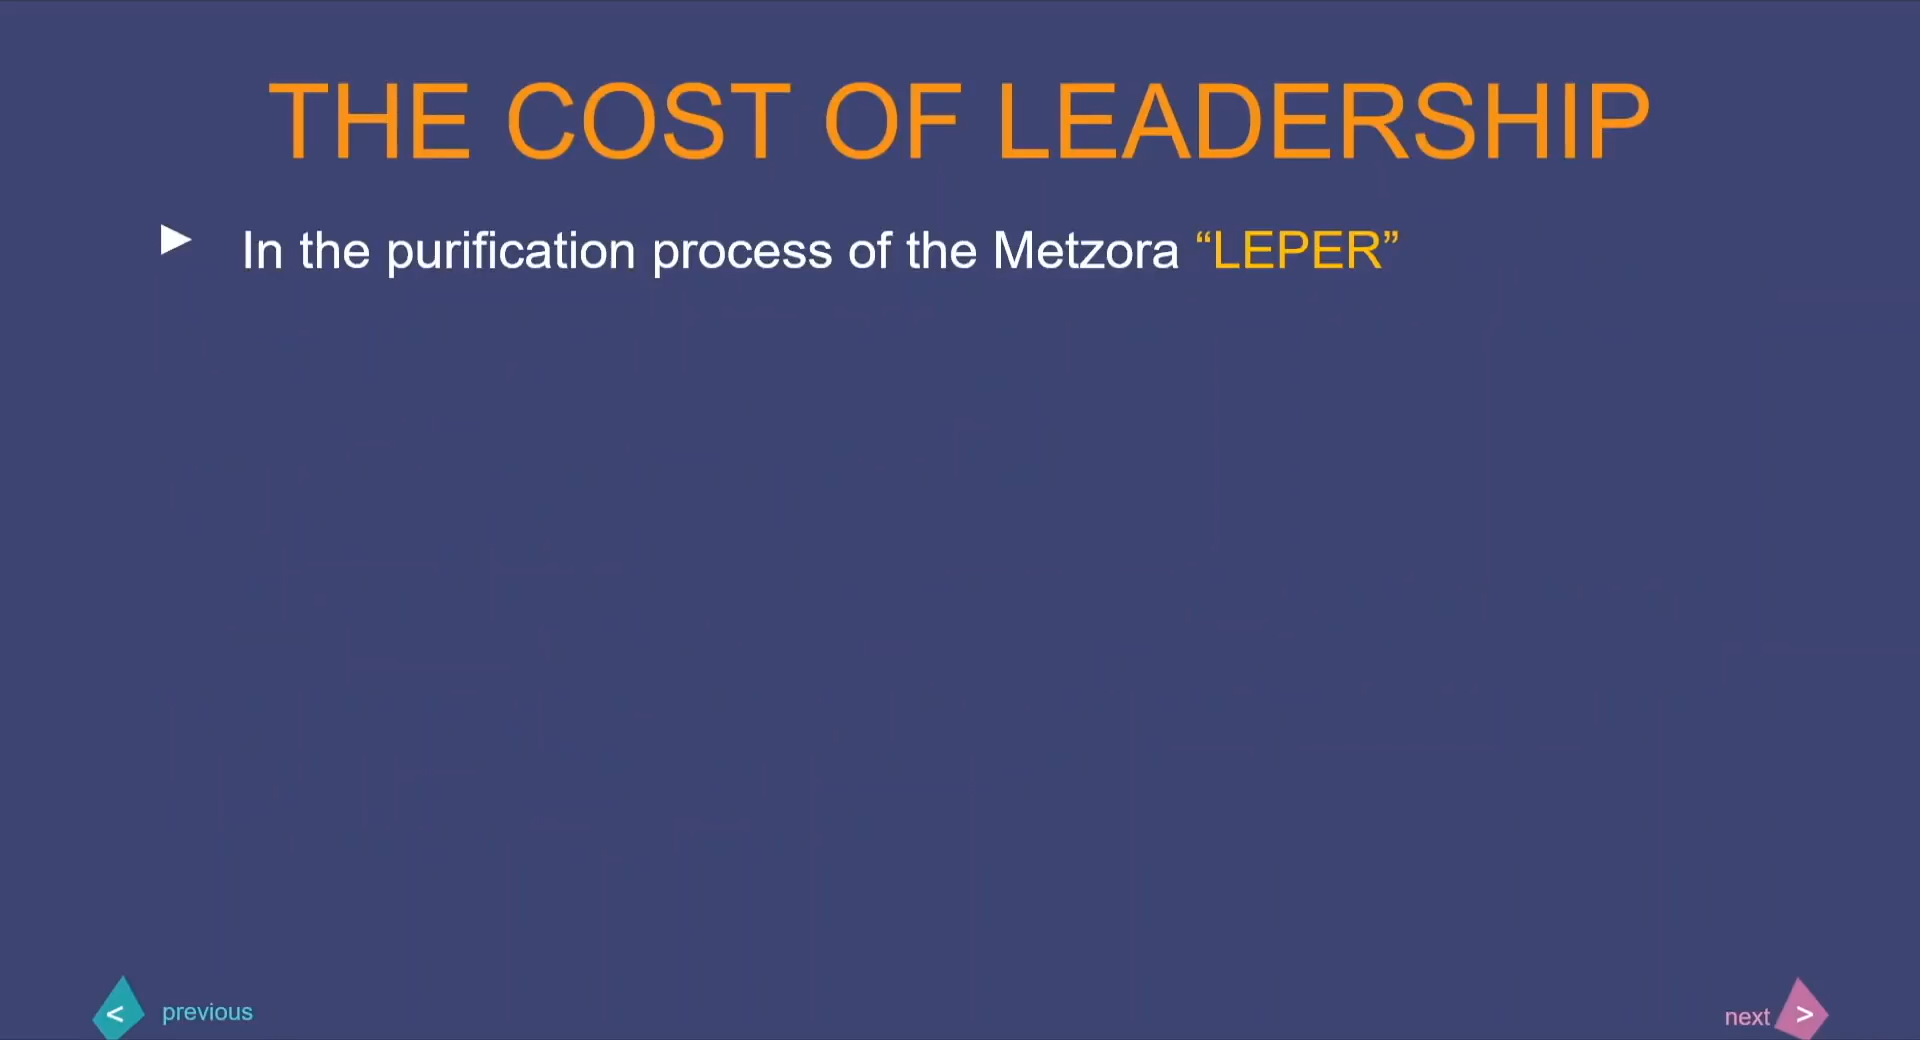 THE COST OF LEADERSHIP
► In the purification process of the Metzora “LEPER”
< previous
next >